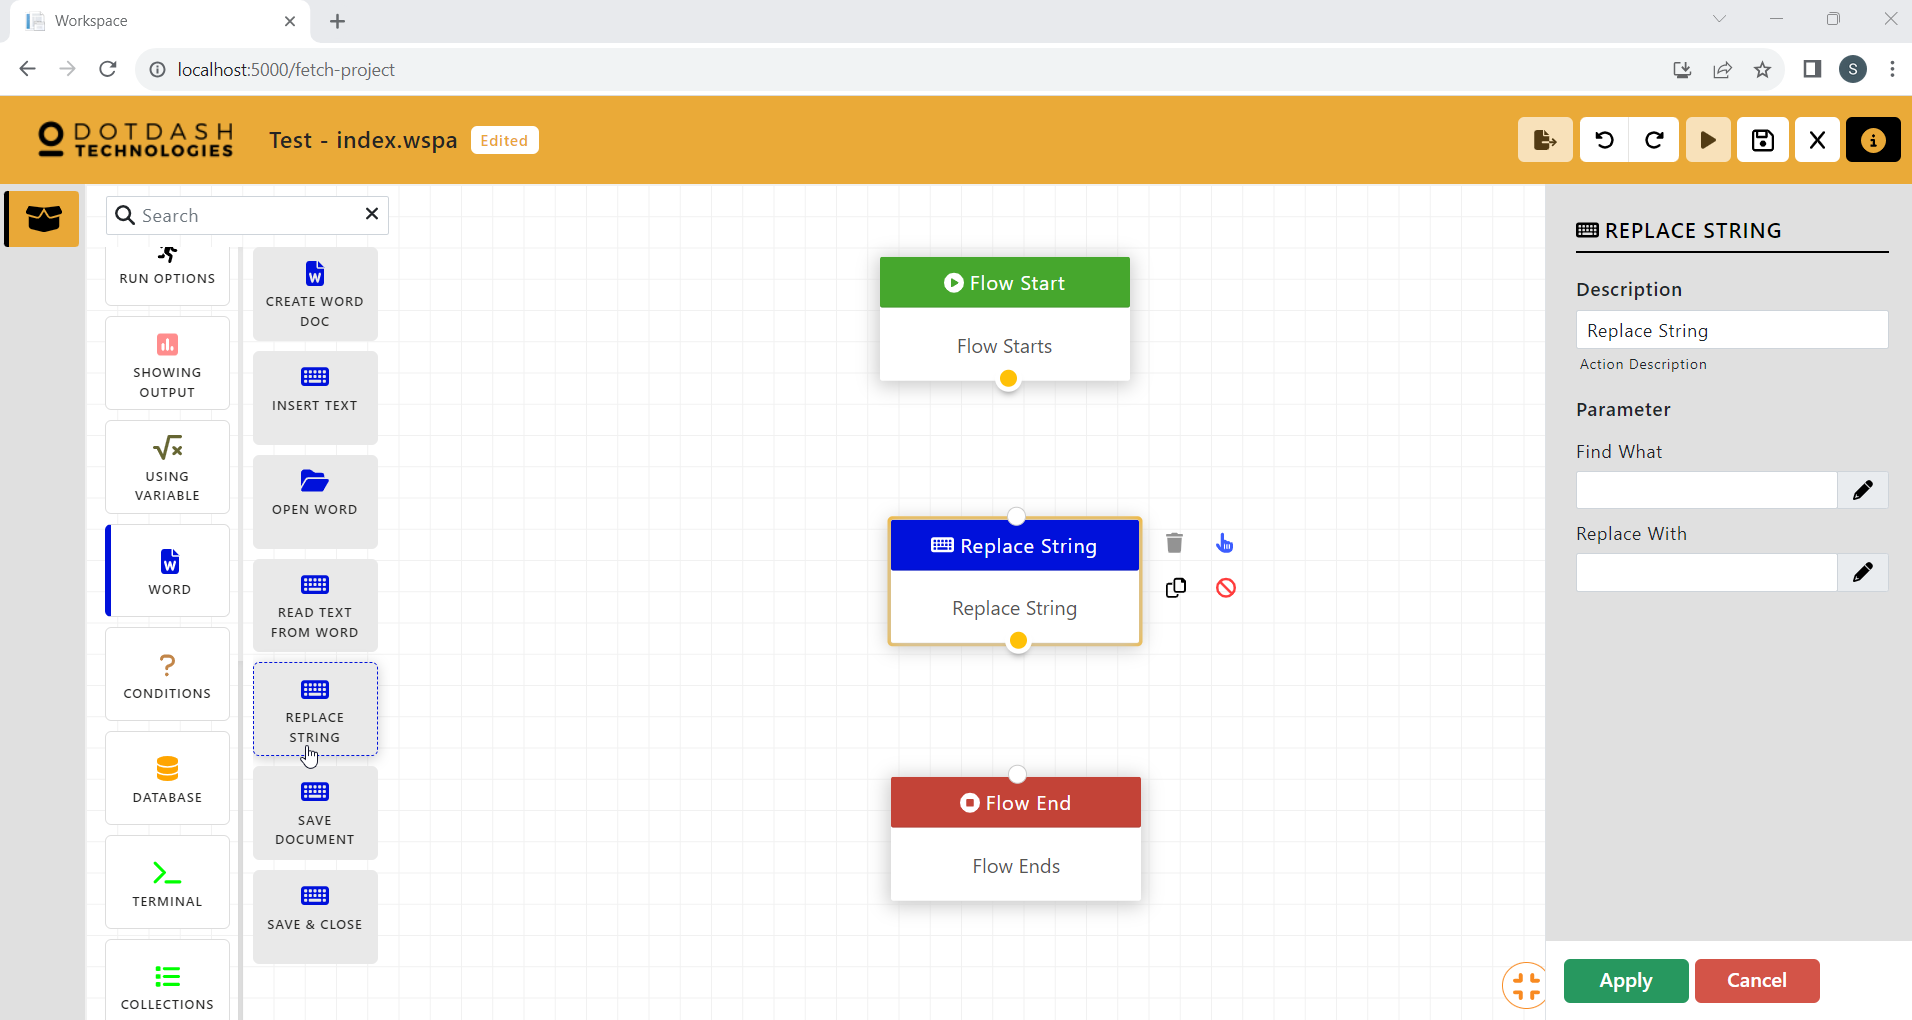 Workspace
localhost:5000/fetch-project
S
DOTDASH
TECHNOLOGIES
Test - index.wspa
Edited
Search
RUN OPTIONS
SHOWING
OUTPUT
USING
VARIABLE
WORD
CONDITIONS
DATABASE
TERMINAL
COLLECTIONS
CREATE WORD
DOC
INSERT TEXT
OPEN WORD
READ TEXT
FROM WORD
REPLACE
STRING
SAVE
DOCUMENT
SAVE & CLOSE
Flow Start
Flow Starts
Replace String
Replace String
Flow End
Flow Ends
REPLACE STRING
Description
Replace String
Action Description
Parameter
Find What
Replace With
Apply
Cancel